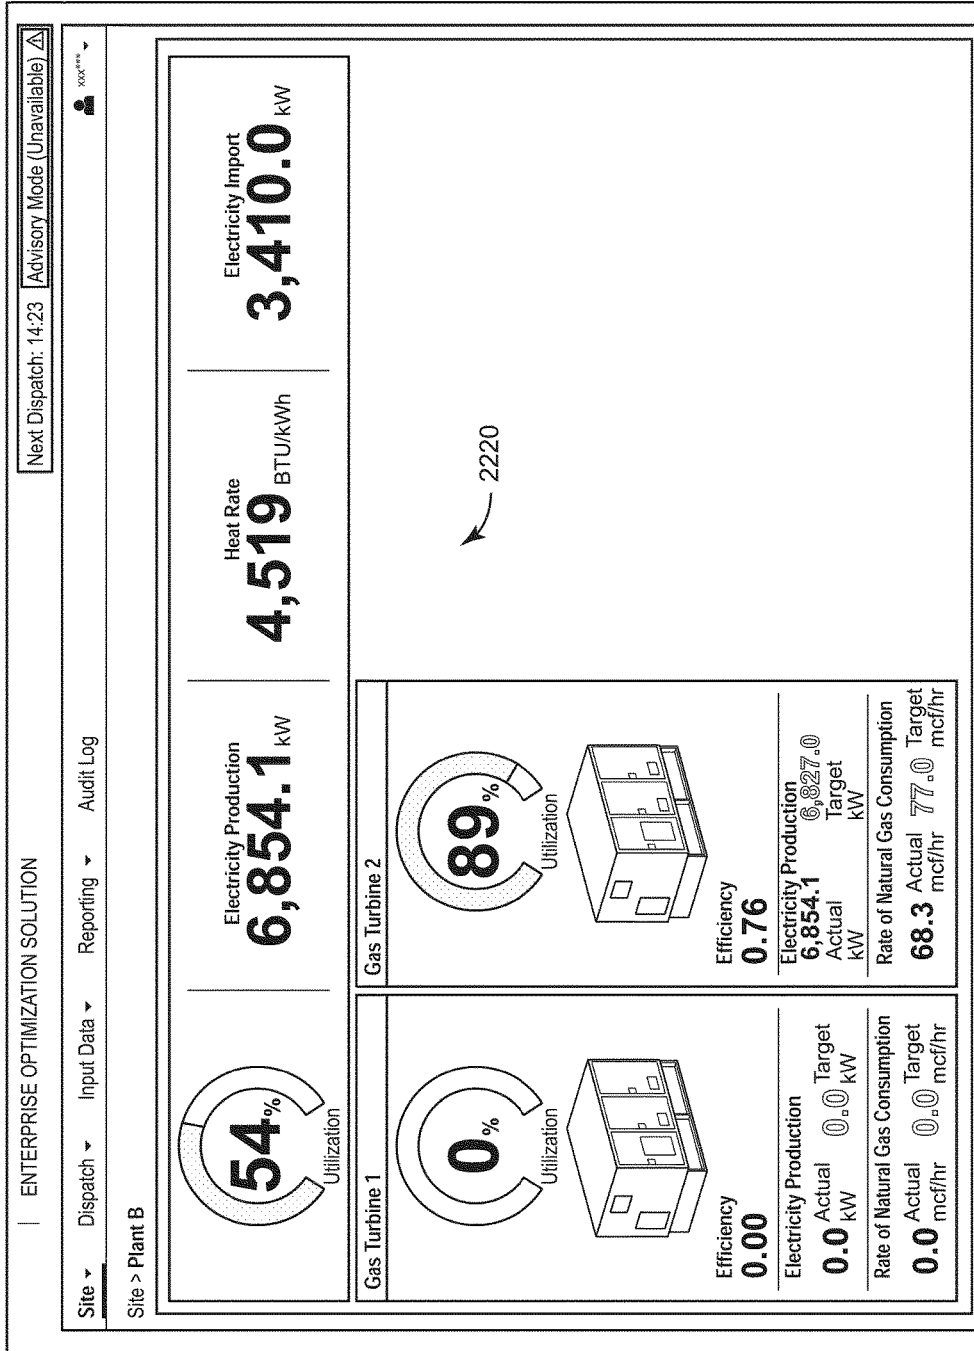 ENTERPRISE OPTIMIZATION SOLUTION
Next Dispatch: 14:23 Advisory Mode (Unavailable)
Site Dispatch Input Data Reporting Audit Log xxx***
Site > Plant B
54%
Utilization
Electricity Production
6,854.1 kW
Heat Rate
4,519 BTU/kWh
Electricity Import
3,410.0 kW
Gas Turbine 1
0%
Utilization
Efficiency
0.00
Electricity Production
0.0 Actual kW 0.0 Target kW
Rate of Natural Gas Consumption
0.0 Actual mcf/hr 0.0 Target mcf/hr
Gas Turbine 2
89%
Utilization
Efficiency
0.76
Electricity Production
6,854.1 Actual kW 6,827.0 Target kW
Rate of Natural Gas Consumption
68.3 Actual mcf/hr 77.0 Target mcf/hr
2220